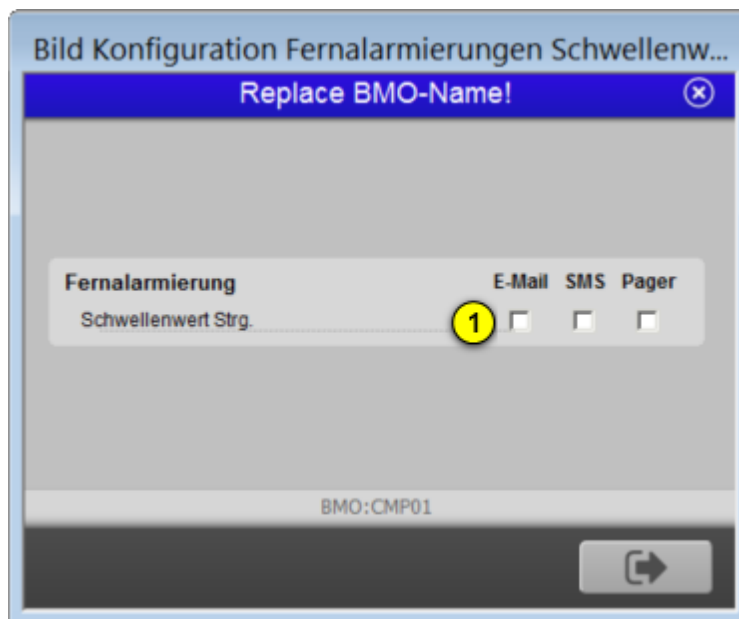 Bild Konfiguration Fernalarmierungen Schwellenw...
Replace BMO-Name!
Fernalarmierung E-Mail SMS Pager
Schwellenwert Strg. 1
BMO:CMP01